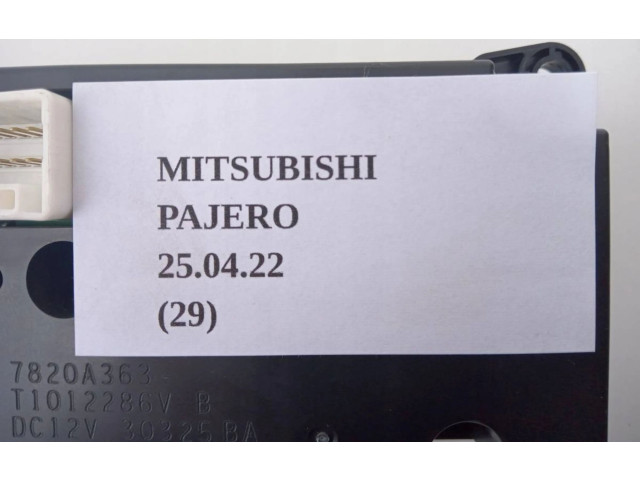 MITSUBISHI
PAJERO
25.04.22
(29)
7820A363
T1012286V B
DC12V 30325BA